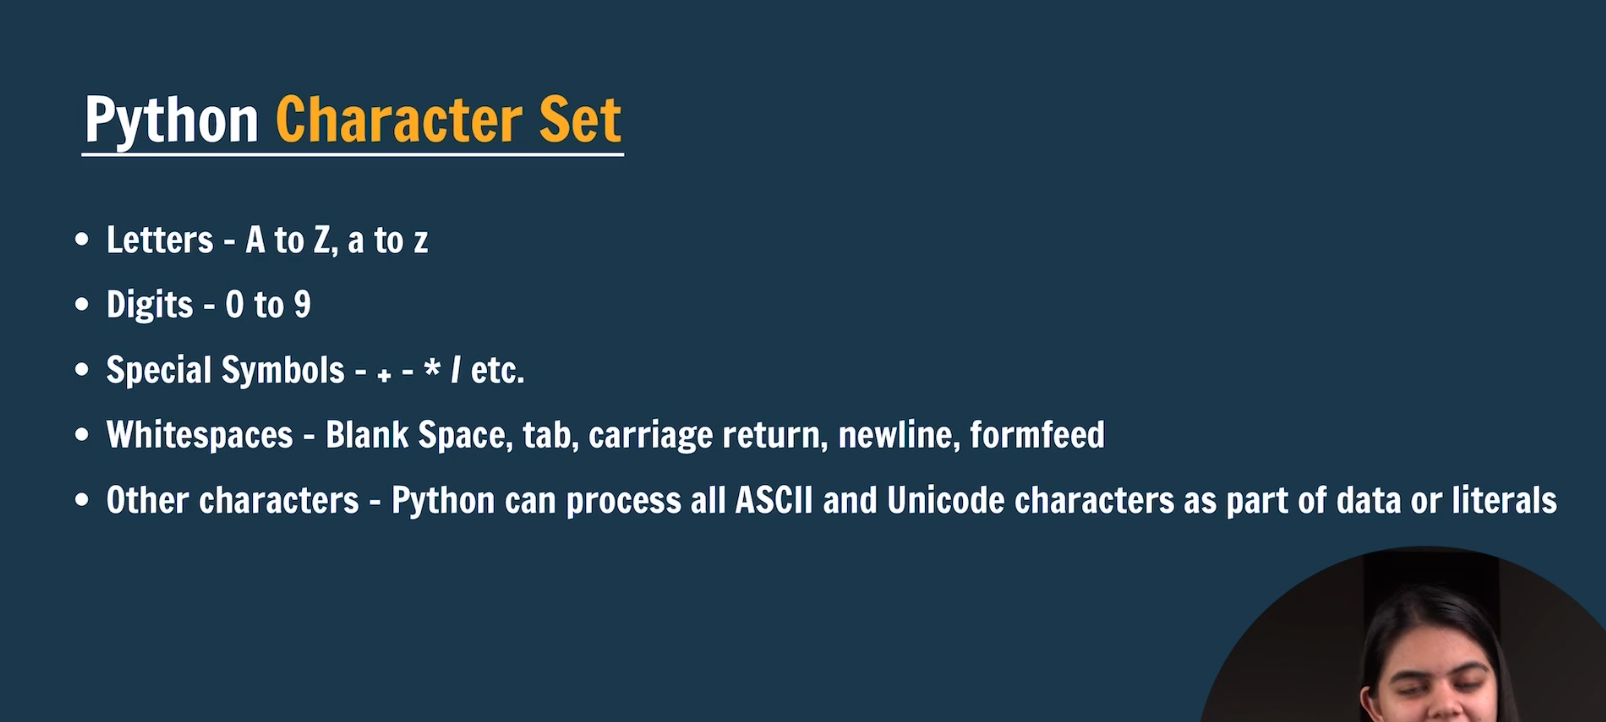 Python Character Set
• Letters - A to Z, a to z
• Digits - 0 to 9
• Special Symbols - + - * / etc.
• Whitespaces - Blank Space, tab, carriage return, newline, formfeed
• Other characters - Python can process all ASCII and Unicode characters as part of data or literals